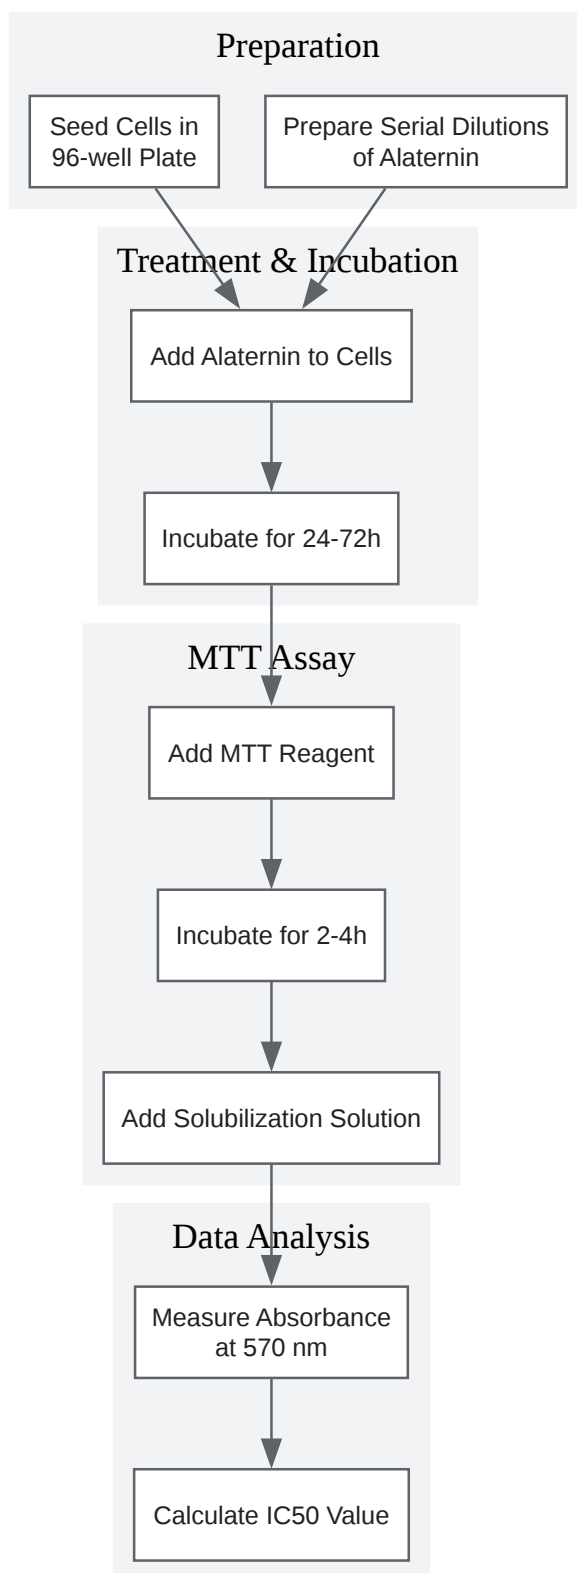 Preparation
Seed Cells in
96-well Plate
Prepare Serial Dilutions
of Alaternin
Treatment & Incubation
Add Alaternin to Cells
Incubate for 24-72h
MTT Assay
Add MTT Reagent
Incubate for 2-4h
Add Solubilization Solution
Data Analysis
Measure Absorbance
at 570 nm
Calculate IC50 Value